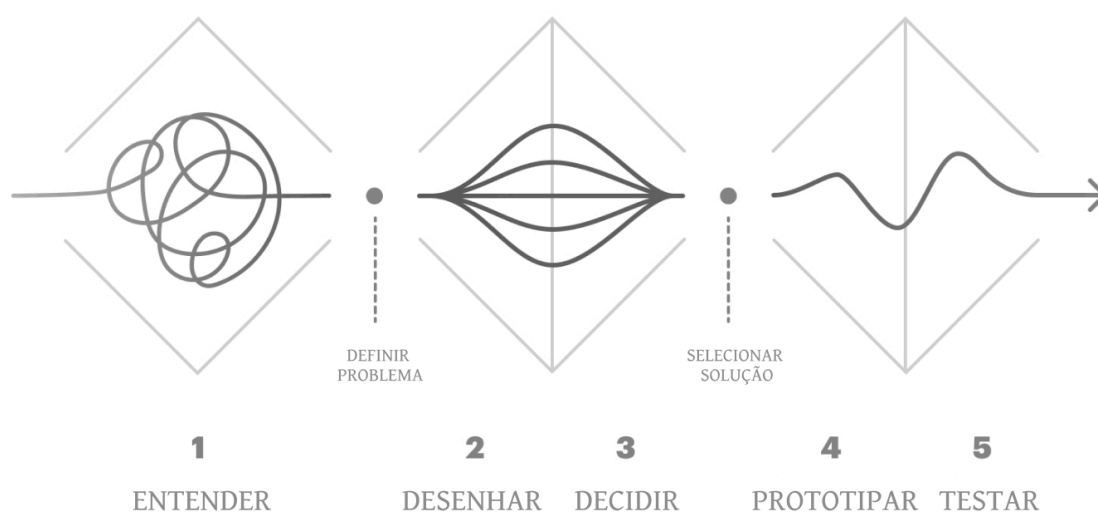 DEFINIR
PROBLEMA
SELECIONAR
SOLUÇÃO
1
ENTENDER
2
DESENHAR
3
DECIDIR
4
PROTOTIPAR
5
TESTAR